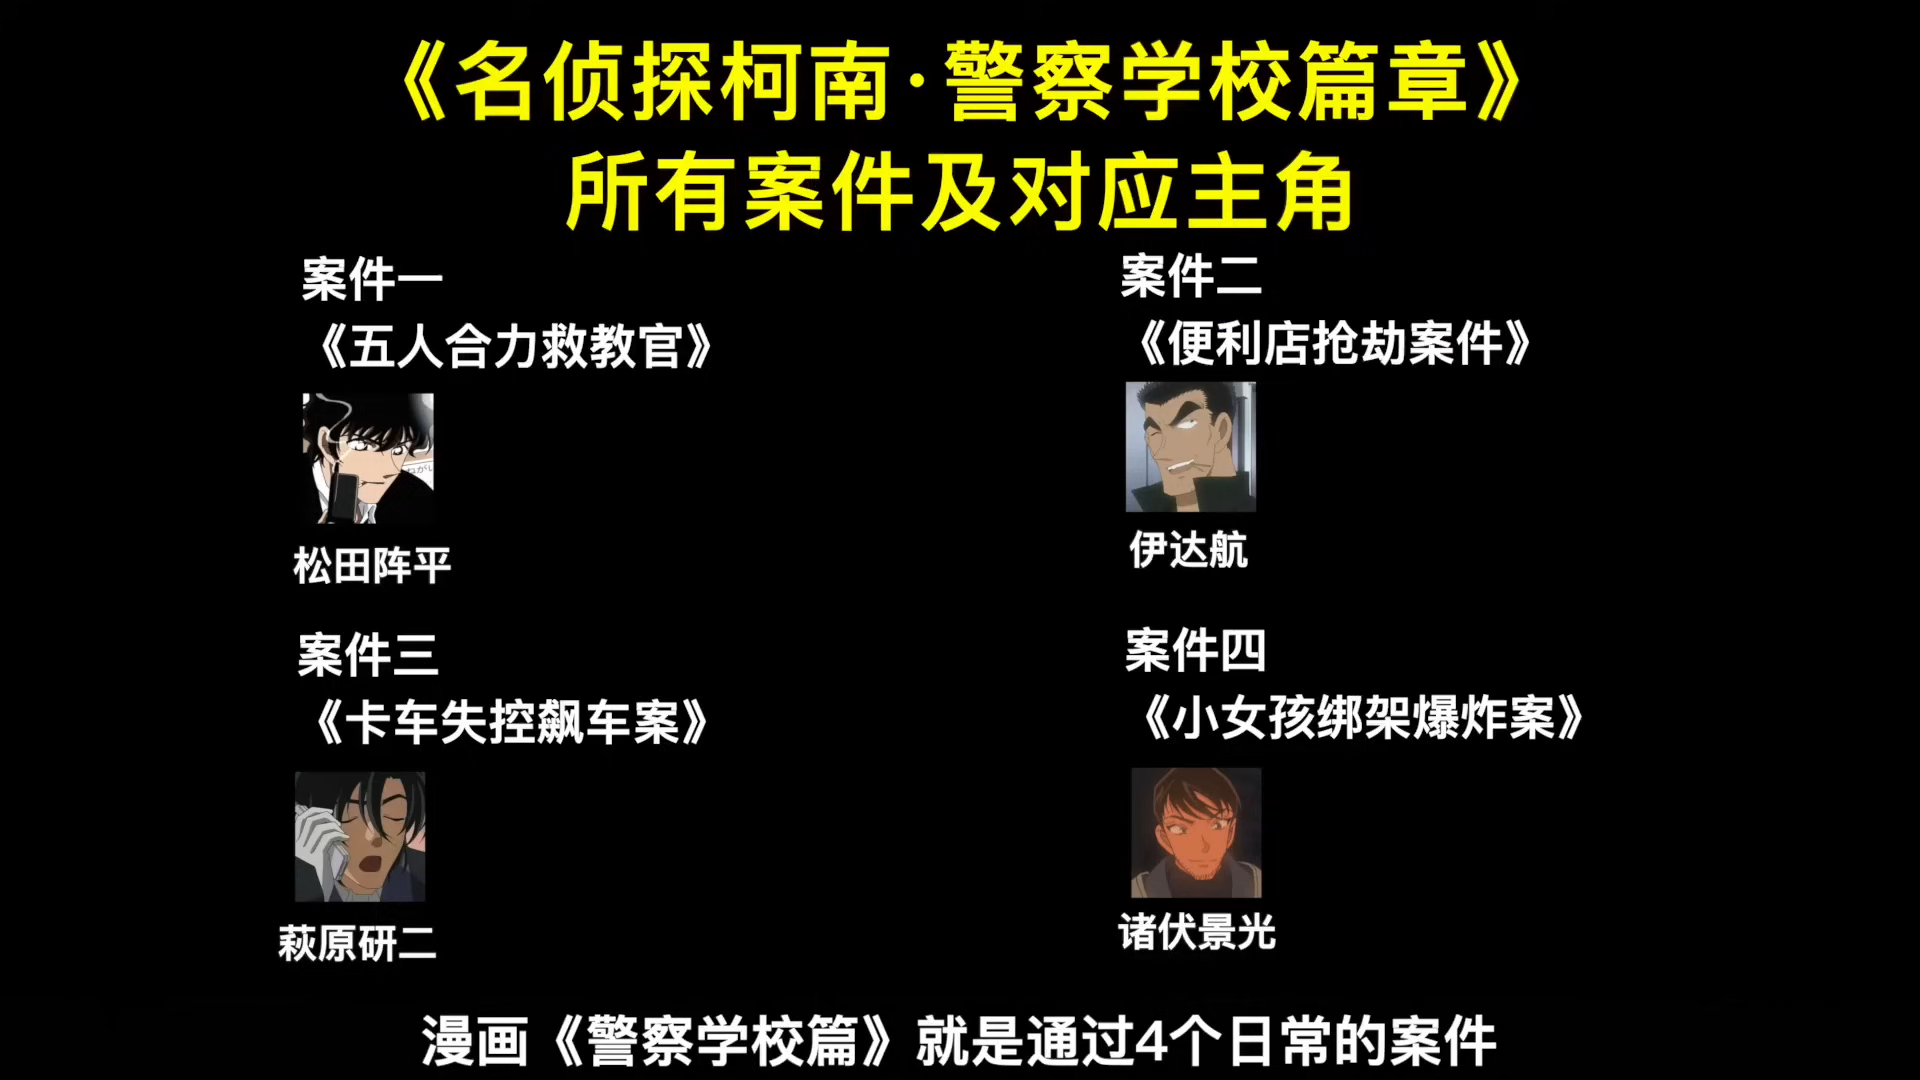 《名侦探柯南·警察学校篇章》
所有案件及对应主角
案件一
《五人合力救教官》
松田阵平
案件二
《便利店抢劫案件》
伊达航
案件三
《卡车失控飙车案》
萩原研二
案件四
《小女孩绑架爆炸案》
诸伏景光
漫画《警察学校篇》就是通过4个日常的案件